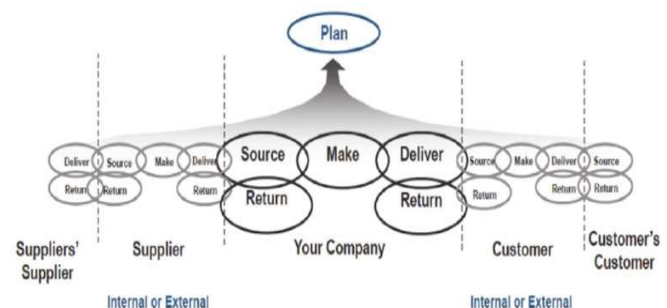 Plan
Deliver Source Make Deliver Source Make Deliver Source Make Deliver Source
Return Return Return Return Return Return Return Return
Suppliers' Supplier Supplier Your Company Customer Customer's Customer
Internal or External Internal or External